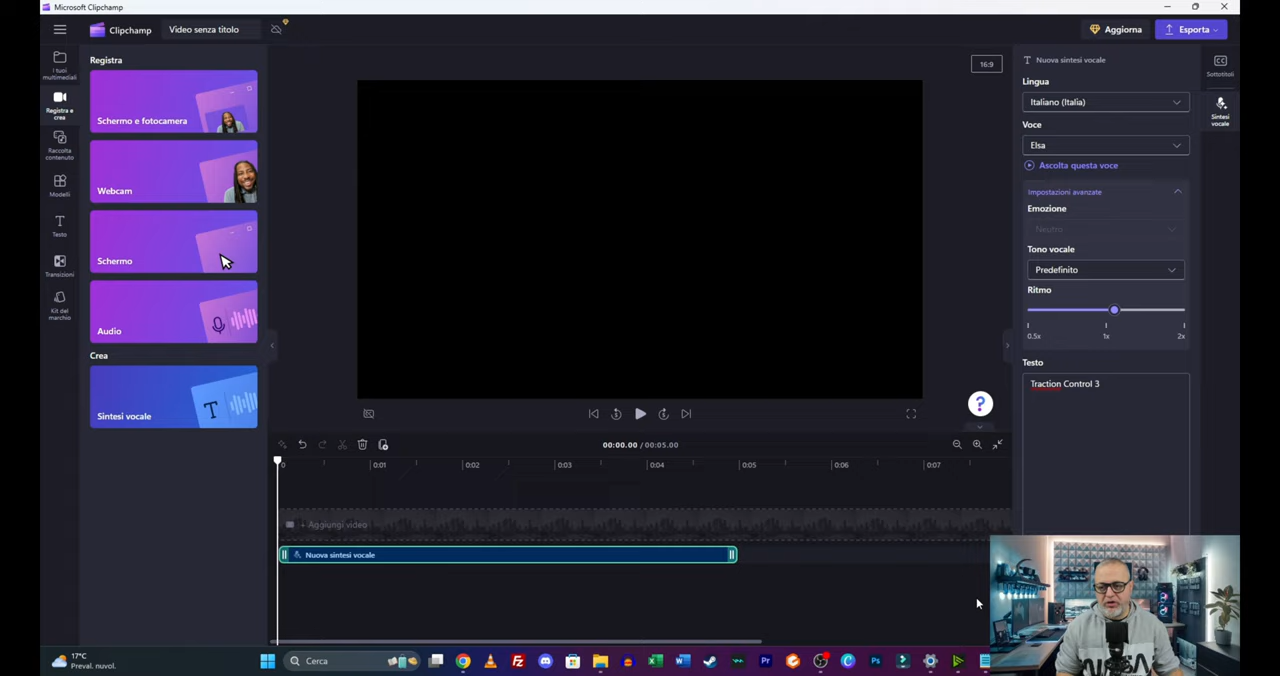 Microsoft Clipchamp
Clipchamp
Video senza titolo
Aggiorna
Esporta
I tuoi multimediali
Registra e crea
Raccolta contenuto
Modelli
Testo
Transizioni
Kit del marchio
Registra
Schermo e fotocamera
Webcam
Schermo
Audio
Crea
Sintesi vocale
T
16:9
?
00:00.00 / 00:05.00
0
0:01
0:02
0:03
0:04
0:05
0:06
0:07
+ Aggiungi video
Nuova sintesi vocale
Nuova sintesi vocale
Lingua
Italiano (Italia)
Voce
Elsa
Ascolta questa voce
Impostazioni avanzate
Emozione
Neutro
Tono vocale
Predefinito
Ritmo
0.5x
1x
2x
Testo
Traction Control 3
Sottotitoli
Sintesi vocale
NASA
17°C
Preval. nuvol.
Cerca